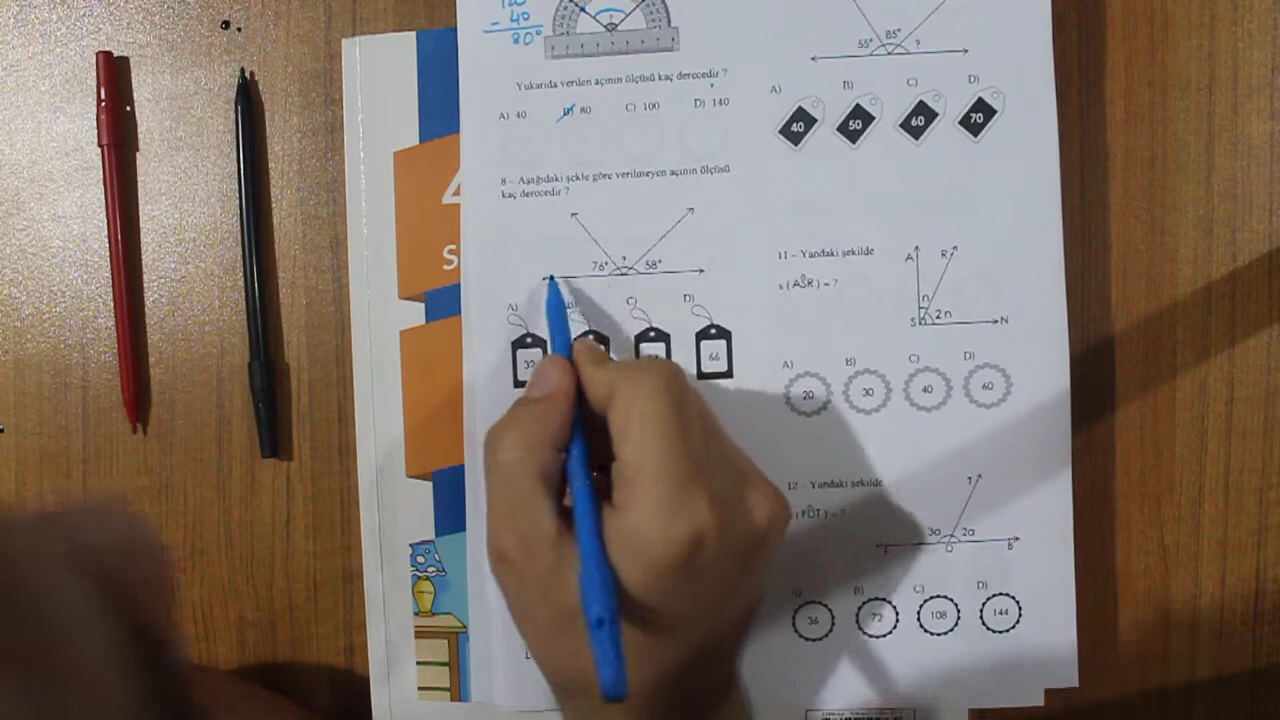 120
- 40
80°
Yukarıda verilen açının ölçüsü kaç derecedir ?
A) 40 B) 80 C) 100 D) 140
8 – Aşağıdaki şekle göre verilmeyen açının ölçüsü
kaç derecedir ?
76° ? 58°
A) B) C) D)
66
55° 85° ?
A) B) C) D)
40 50 60 70
11 – Yandaki şekilde
s (ASR) = ?
A R
n
2n
S N
A) B) C) D)
20 30 40 60
12 – Yandaki şekilde
T
3a 2a
O B
B) C) D)
36 72 108 144